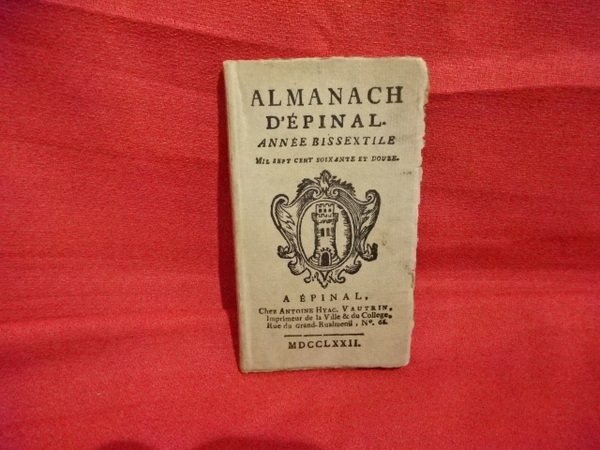 ALMANACH
D'ÉPINAL.
ANNÉE BISSEXTILE
MIL SEPT CENT SOIXANTE ET DOUZE.
A ÉPINAL,
Chez ANTOINE HYAC. VAUTRIN,
Imprimeur de la Ville & du College,
Rue du Grand-Rualmenil, N°. 66.
MDCCLXXII.